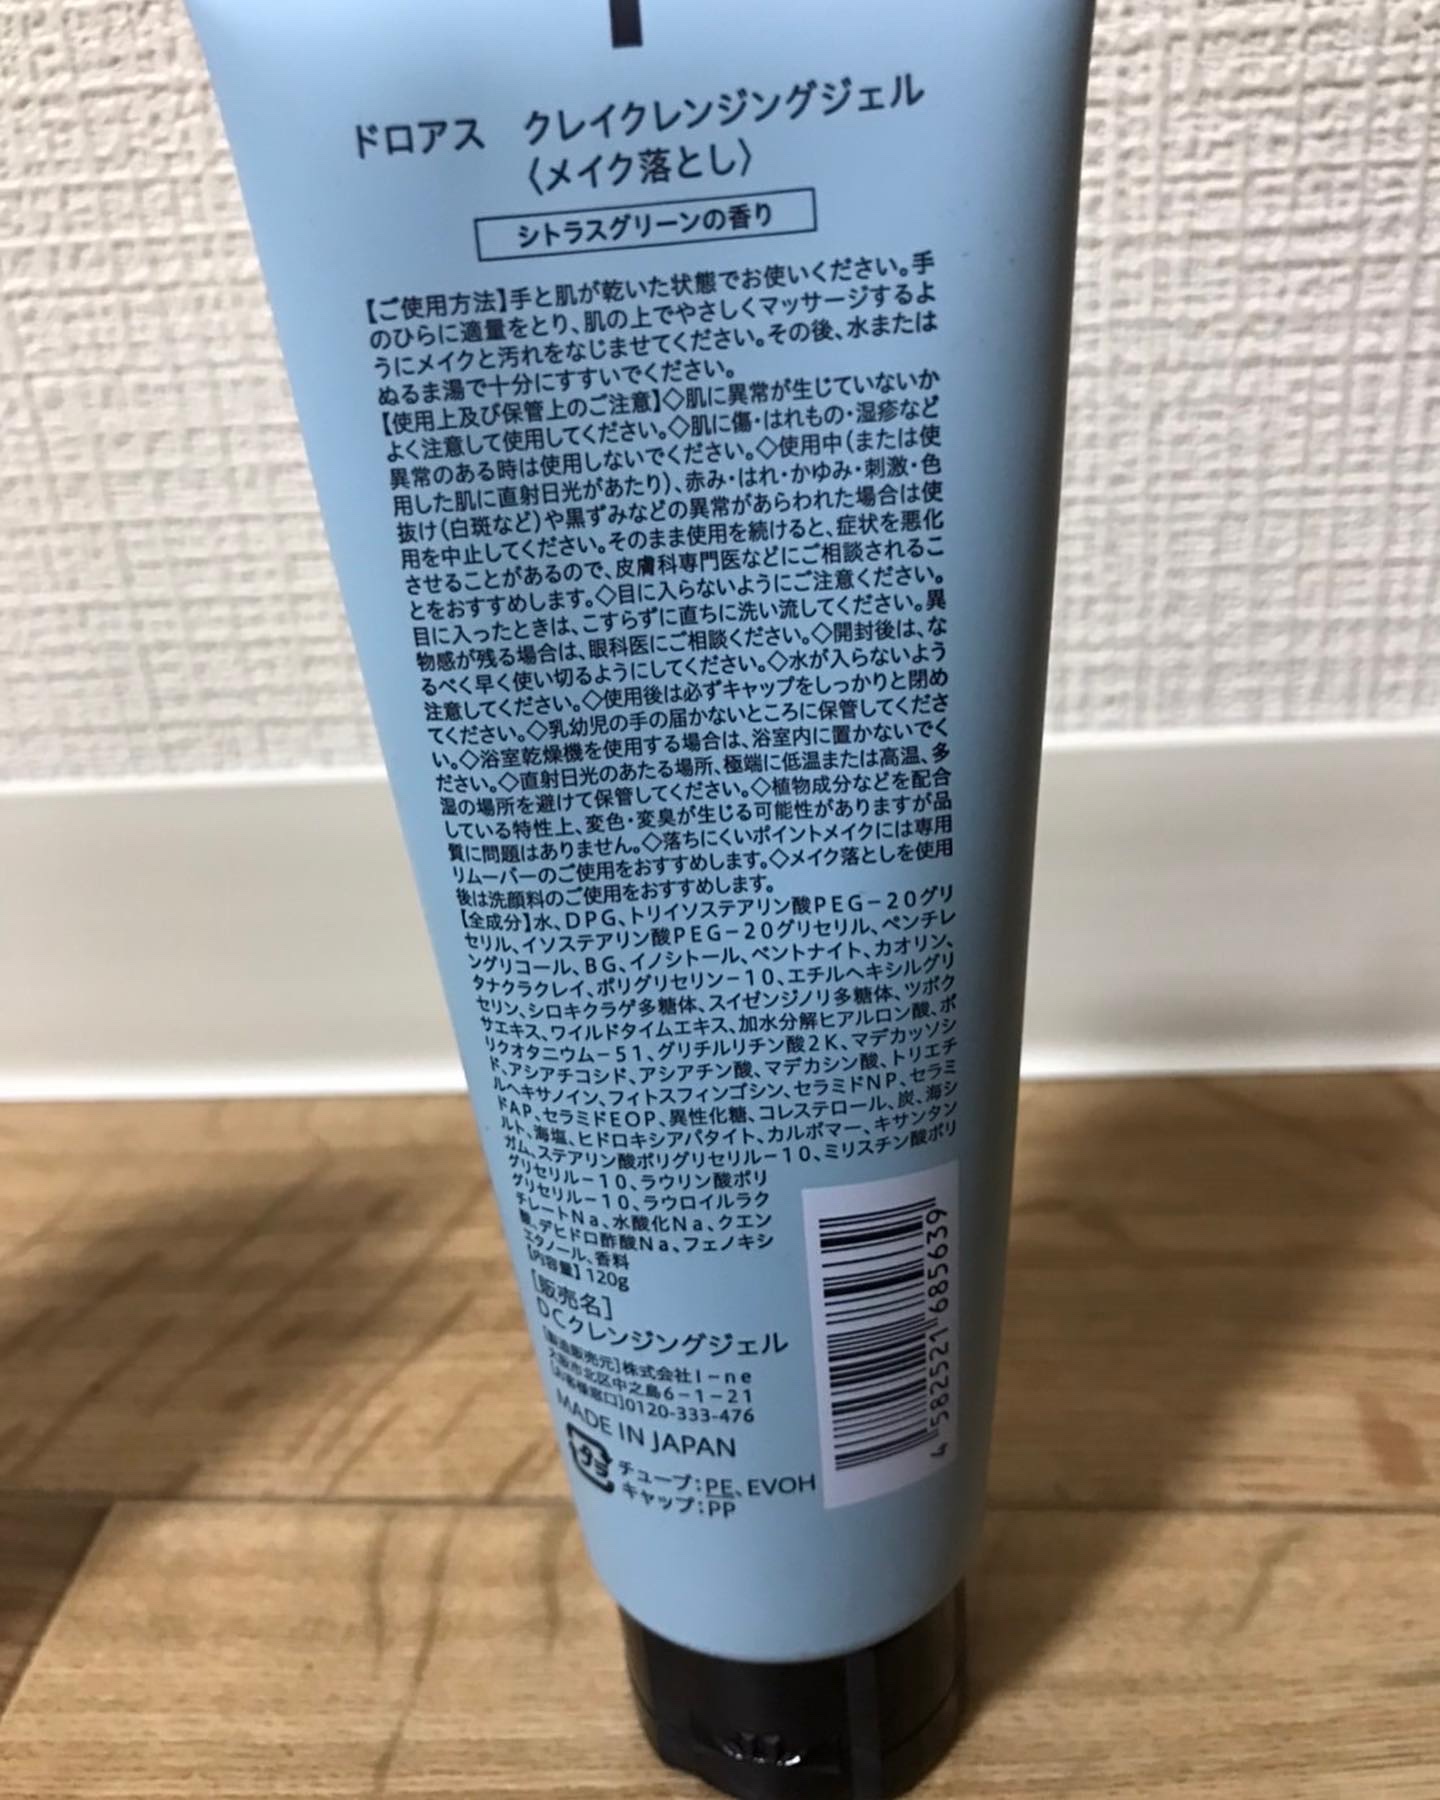 ドロアス　クレイクレンジングジェル
〈メイク落とし〉
シトラスグリーンの香り
【ご使用方法】手と肌が乾いた状態でお使いください。手
のひらに適量をとり、肌の上でやさしくマッサージするよ
うにメイクと汚れをなじませてください。その後、水または
ぬるま湯で十分にすすいでください。
【使用上及び保管上のご注意】◇肌に異常が生じていないか
よく注意して使用してください。◇肌に傷・はれもの・湿疹など
異常のある時は使用しないでください。◇使用中(または使
用した肌に直射日光があたり)、赤み・はれ・かゆみ・刺激・色
抜け(白斑など)や黒ずみなどの異常があらわれた場合は使
用を中止してください。そのまま使用を続けると、症状を悪化
させることがあるので、皮膚科専門医などにご相談されるこ
とをおすすめします。◇目に入らないようにご注意ください。
目に入ったときは、こすらずに直ちに洗い流してください。異
物感が残る場合は、眼科医にご相談ください。◇開封後は、な
るべく早く使い切るようにしてください。◇水が入らないよう
注意してください。◇使用後は必ずキャップをしっかりと閉め
てください。◇乳幼児の手の届かないところに保管してくださ
い。◇浴室乾燥機を使用する場合は、浴室内に置かないでく
ださい。◇直射日光のあたる場所、極端に低温または高温、多
湿の場所を避けて保管してください。◇植物成分などを配合
している特性上、変色・変臭が生じる可能性がありますが品
質に問題はありません。◇落ちにくいポイントメイクには専用
リムーバーのご使用をおすすめします。◇メイク落としを使用
後は洗顔料のご使用をおすすめします。
【全成分】水、DPG、トリイソステアリン酸PEG－20グリ
セリル、イソステアリン酸PEG－20グリセリル、ペンチレ
ングリコール、BG、イノシトール、ベントナイト、カオリン、
タナクラクレイ、ポリグリセリン－10、エチルヘキシルグリ
セリン、シロキクラゲ多糖体、スイゼンジノリ多糖体、ツボク
サエキス、ワイルドタイムエキス、加水分解ヒアルロン酸、ポ
リクオタニウム－51、グリチルリチン酸2K、マデカッソシ
ド、アシアチコシド、アシアチン酸、マデカシン酸、トリエチ
ルヘキサノイン、フィトスフィンゴシン、セラミドNP、セラミ
ドAP、セラミドEOP、異性化糖、コレステロール、炭、海シ
ルト、海塩、ヒドロキシアパタイト、カルボマー、キサンタン
ガム、ステアリン酸ポリグリセリル－10、ミリスチン酸ポリ
グリセリル－10、ラウリン酸ポリ
グリセリル－10、ラウロイルラク
チレートNa、水酸化Na、クエン
酸、デヒドロ酢酸Na、フェノキシ
エタノール、香料
【内容量】120g
［販売名］
DCクレンジングジェル
［製造販売元］株式会社I－ne
大阪市北区中之島6－1－21
［お客様窓口］0120-333-476
MADE IN JAPAN
プラ
チューブ：PE、EVOH
キャップ：PP
4 582521 685639